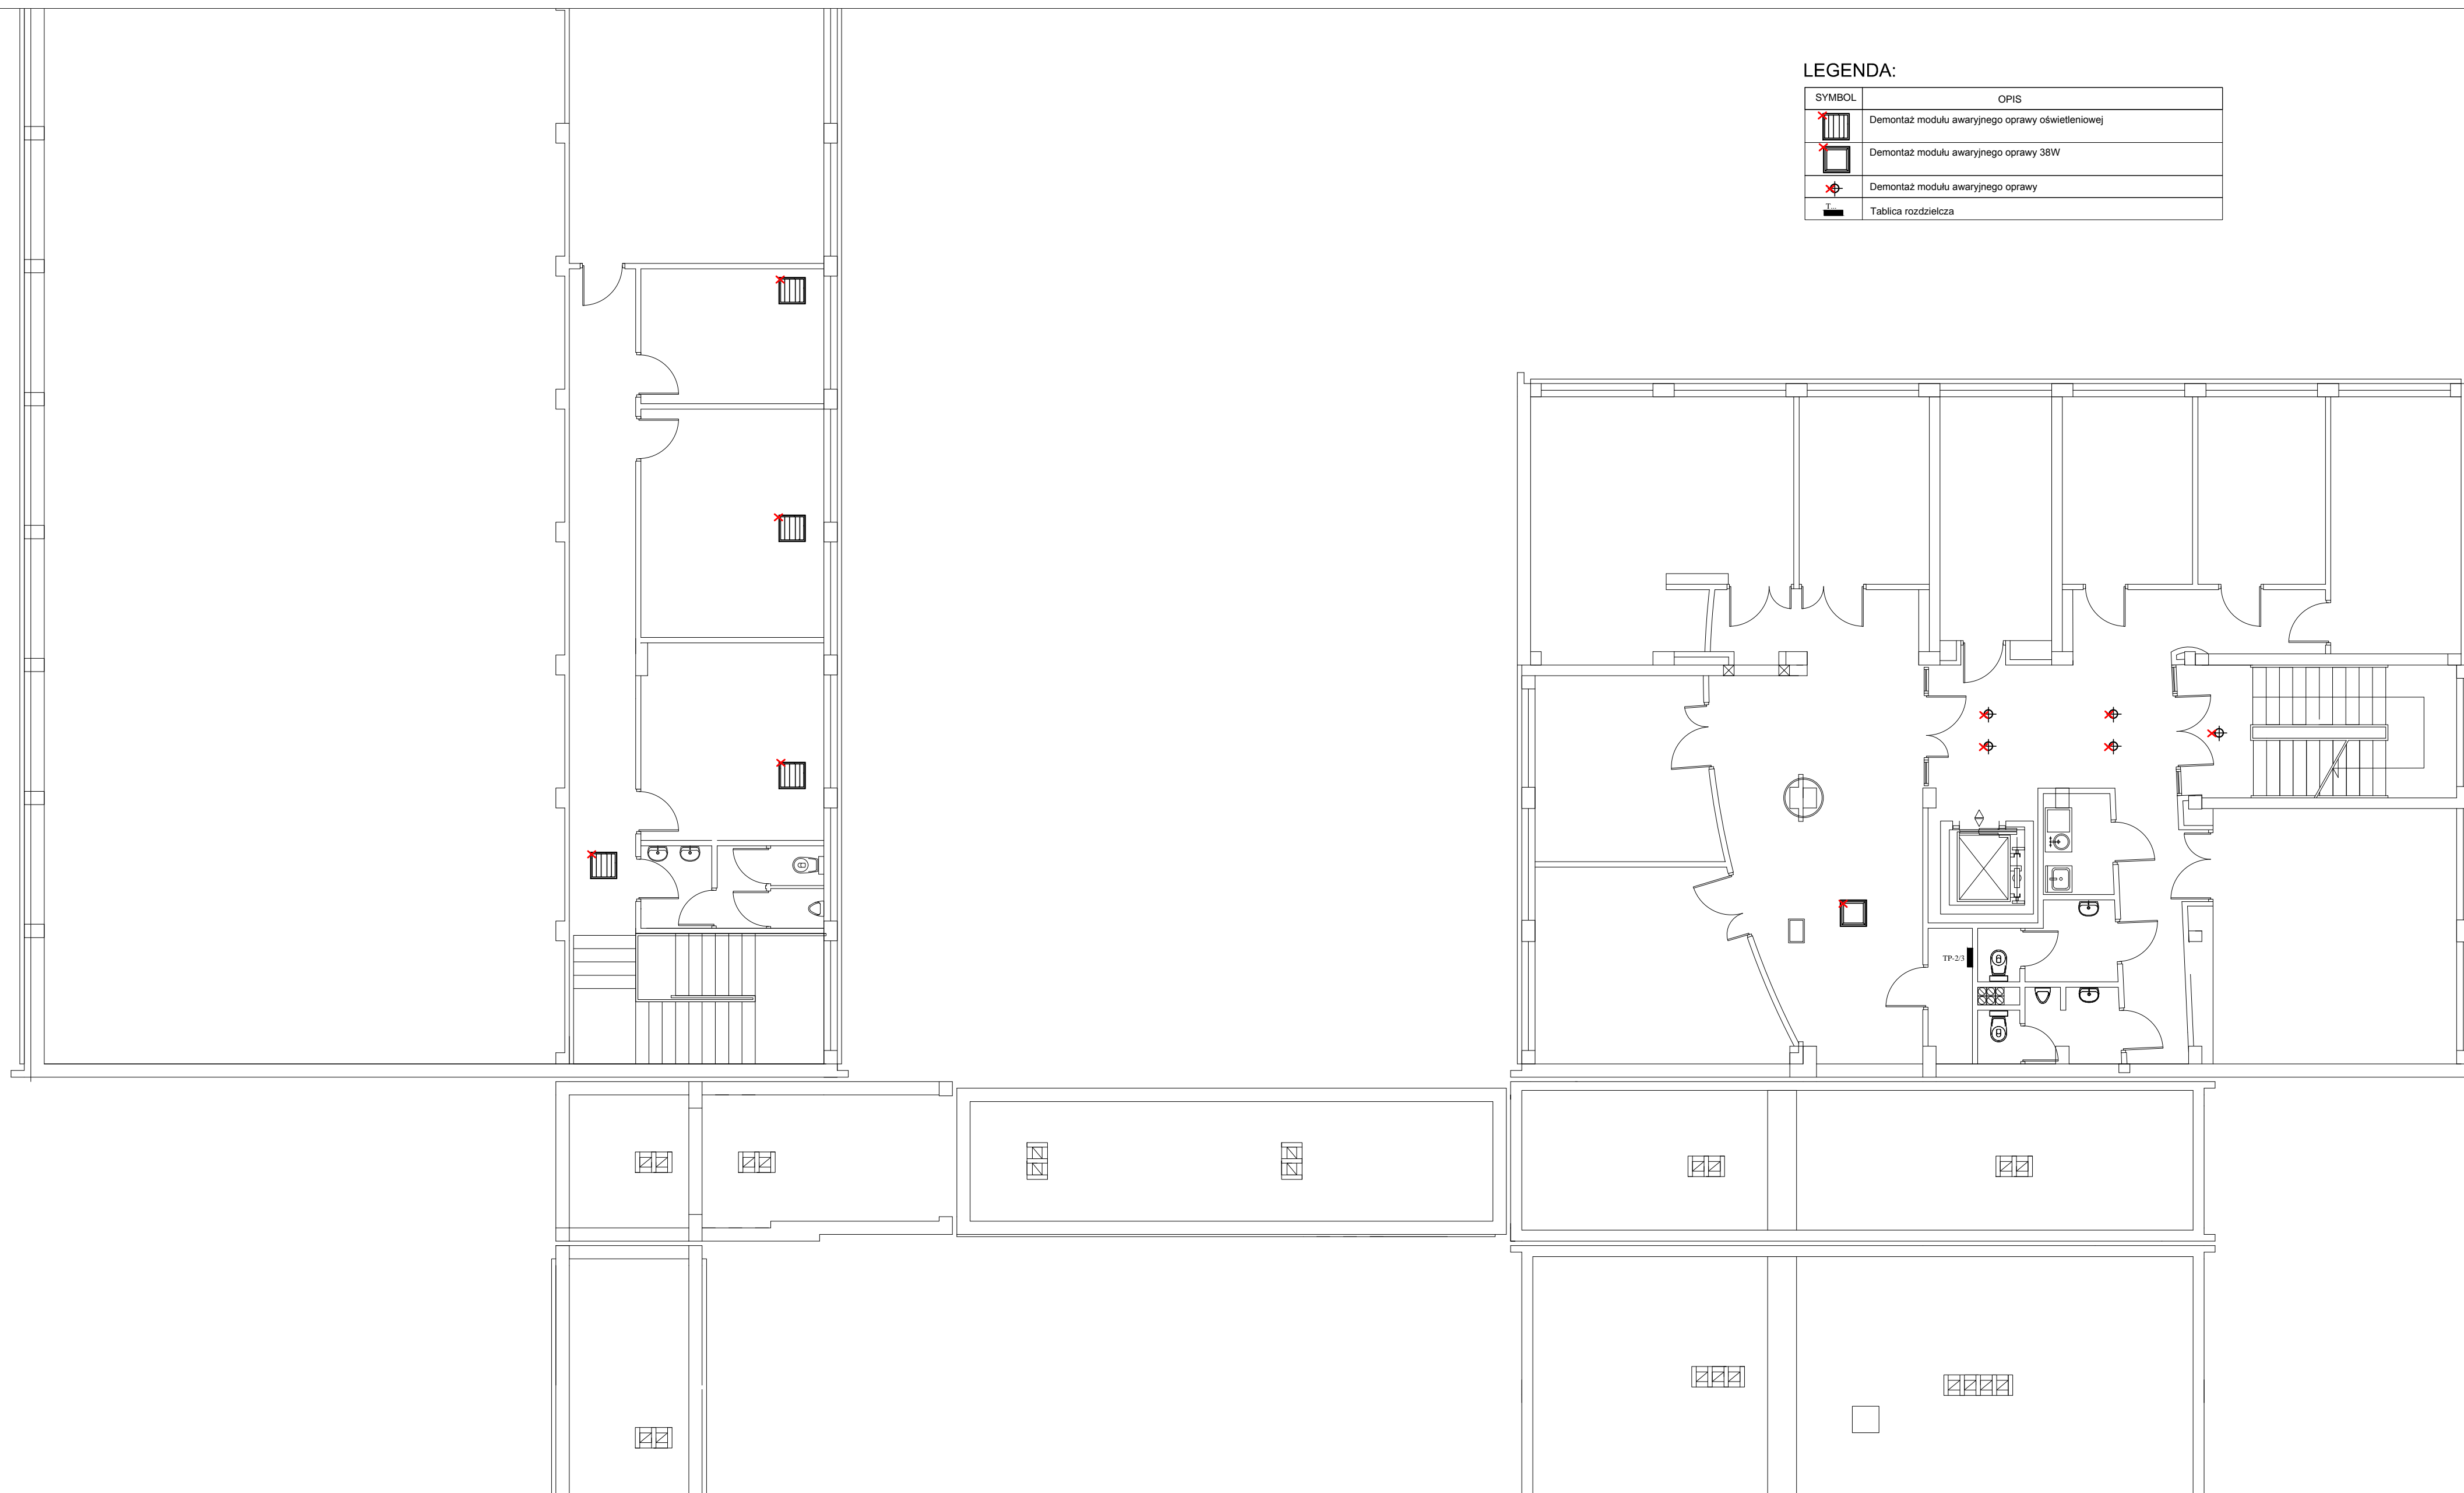 LEGENDA:
SYMBOL OPIS
Demontaż modułu awaryjnego oprawy oświetleniowej
Demontaż modułu awaryjnego oprawy 38W
Demontaż modułu awaryjnego oprawy
T...
Tablica rozdzielcza
TP-2/3